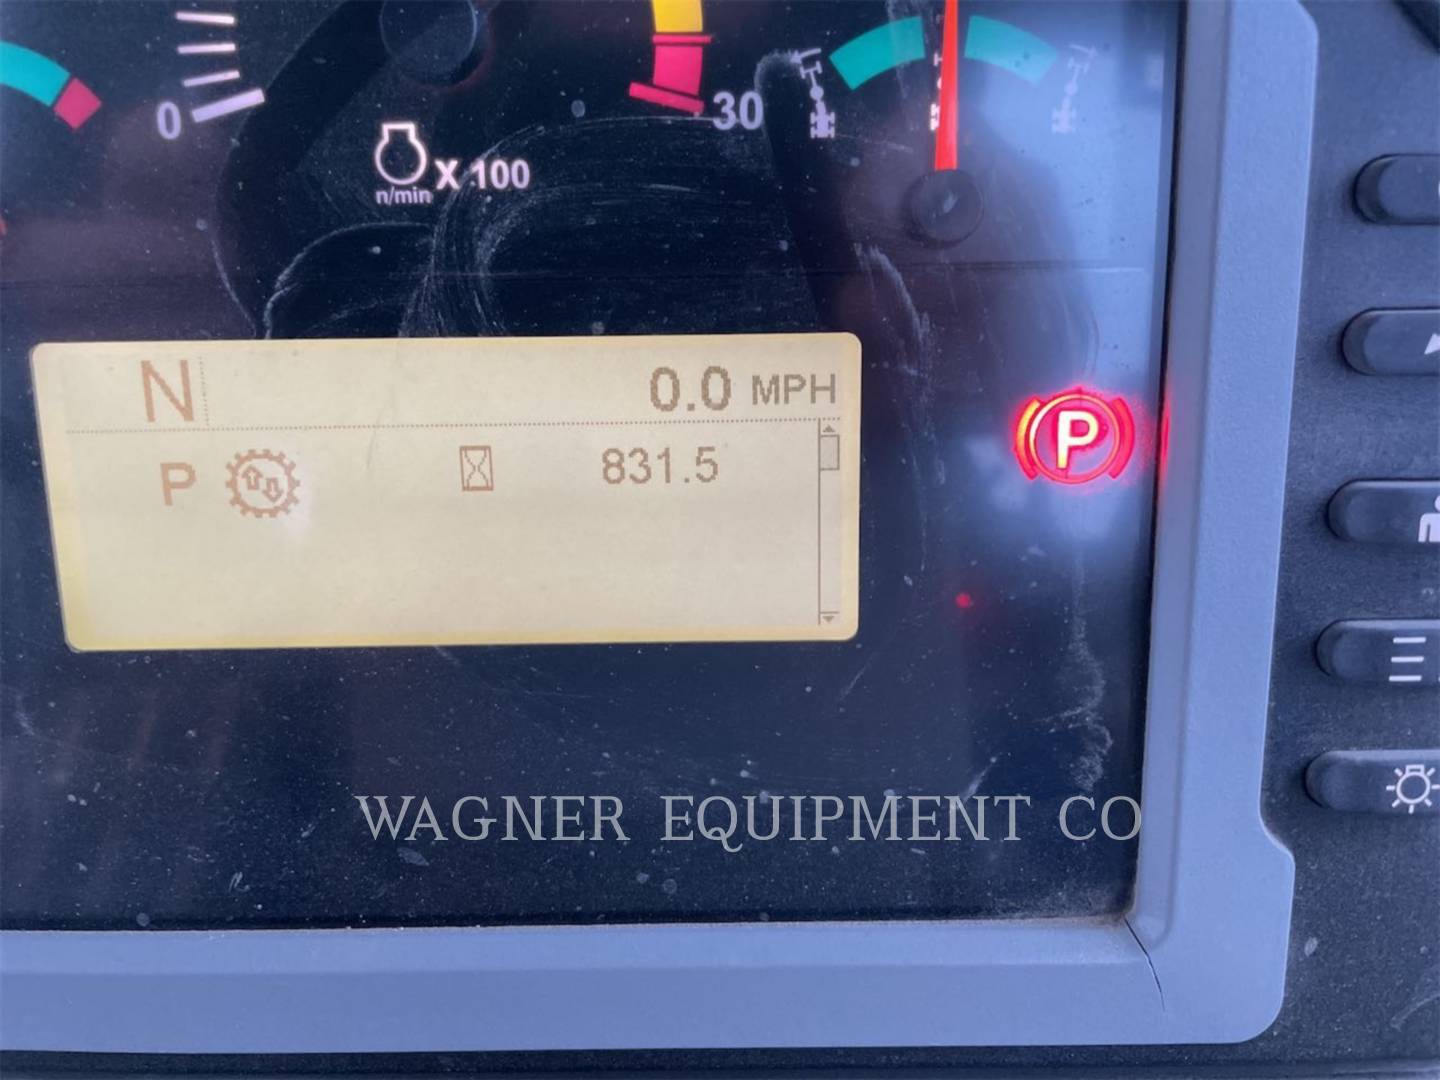 0
30
n/min X 100
N 0.0 MPH
P 831.5
P
WAGNER EQUIPMENT CO